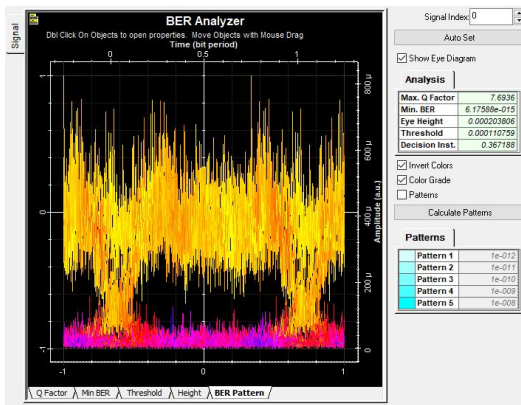 Signal
BER Analyzer
Dbl Click On Objects to open properties. Move Objects with Mouse Drag
Time (bit period)
0 0.5 1
1
0
-1
800 µ
600 µ
400 µ
200 µ
0
Amplitude (a.u.)
-1 0 1
Q Factor Min BER Threshold Height BER Pattern
Signal Index: 0
Auto Set
Show Eye Diagram
Analysis
Max. Q Factor 7.6936
Min. BER 6.17588e-015
Eye Height 0.000203806
Threshold 0.000110759
Decision Inst. 0.367188
Invert Colors
Color Grade
Patterns
Calculate Patterns
Patterns
Pattern 1 1e-012
Pattern 2 1e-011
Pattern 3 1e-010
Pattern 4 1e-009
Pattern 5 1e-008